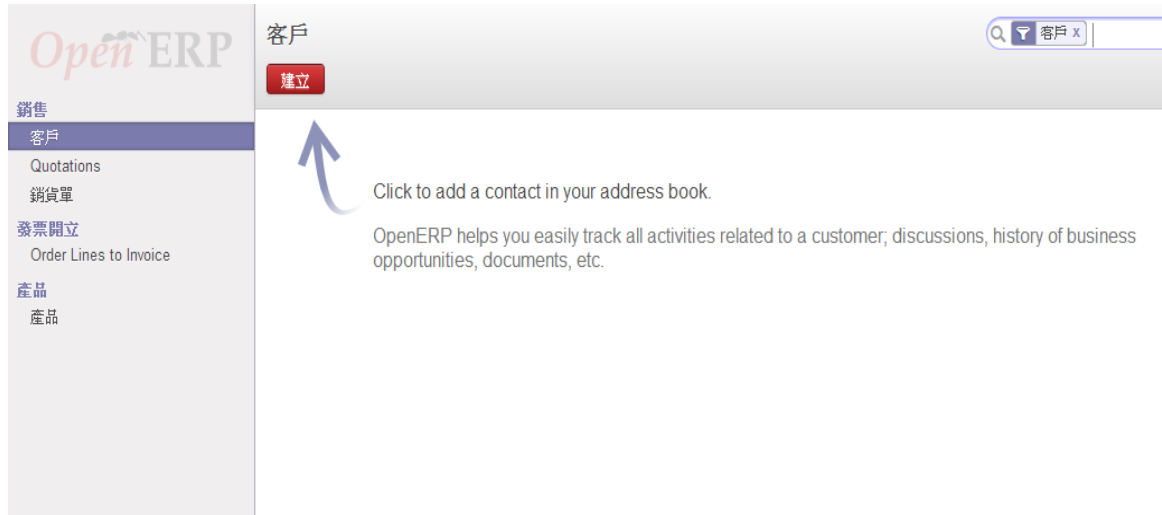 Open ERP
銷售
客戶
Quotations
銷貨單
發票開立
Order Lines to Invoice
產品
產品
客戶
客戶 x
建立
Click to add a contact in your address book.
OpenERP helps you easily track all activities related to a customer; discussions, history of business
opportunities, documents, etc.